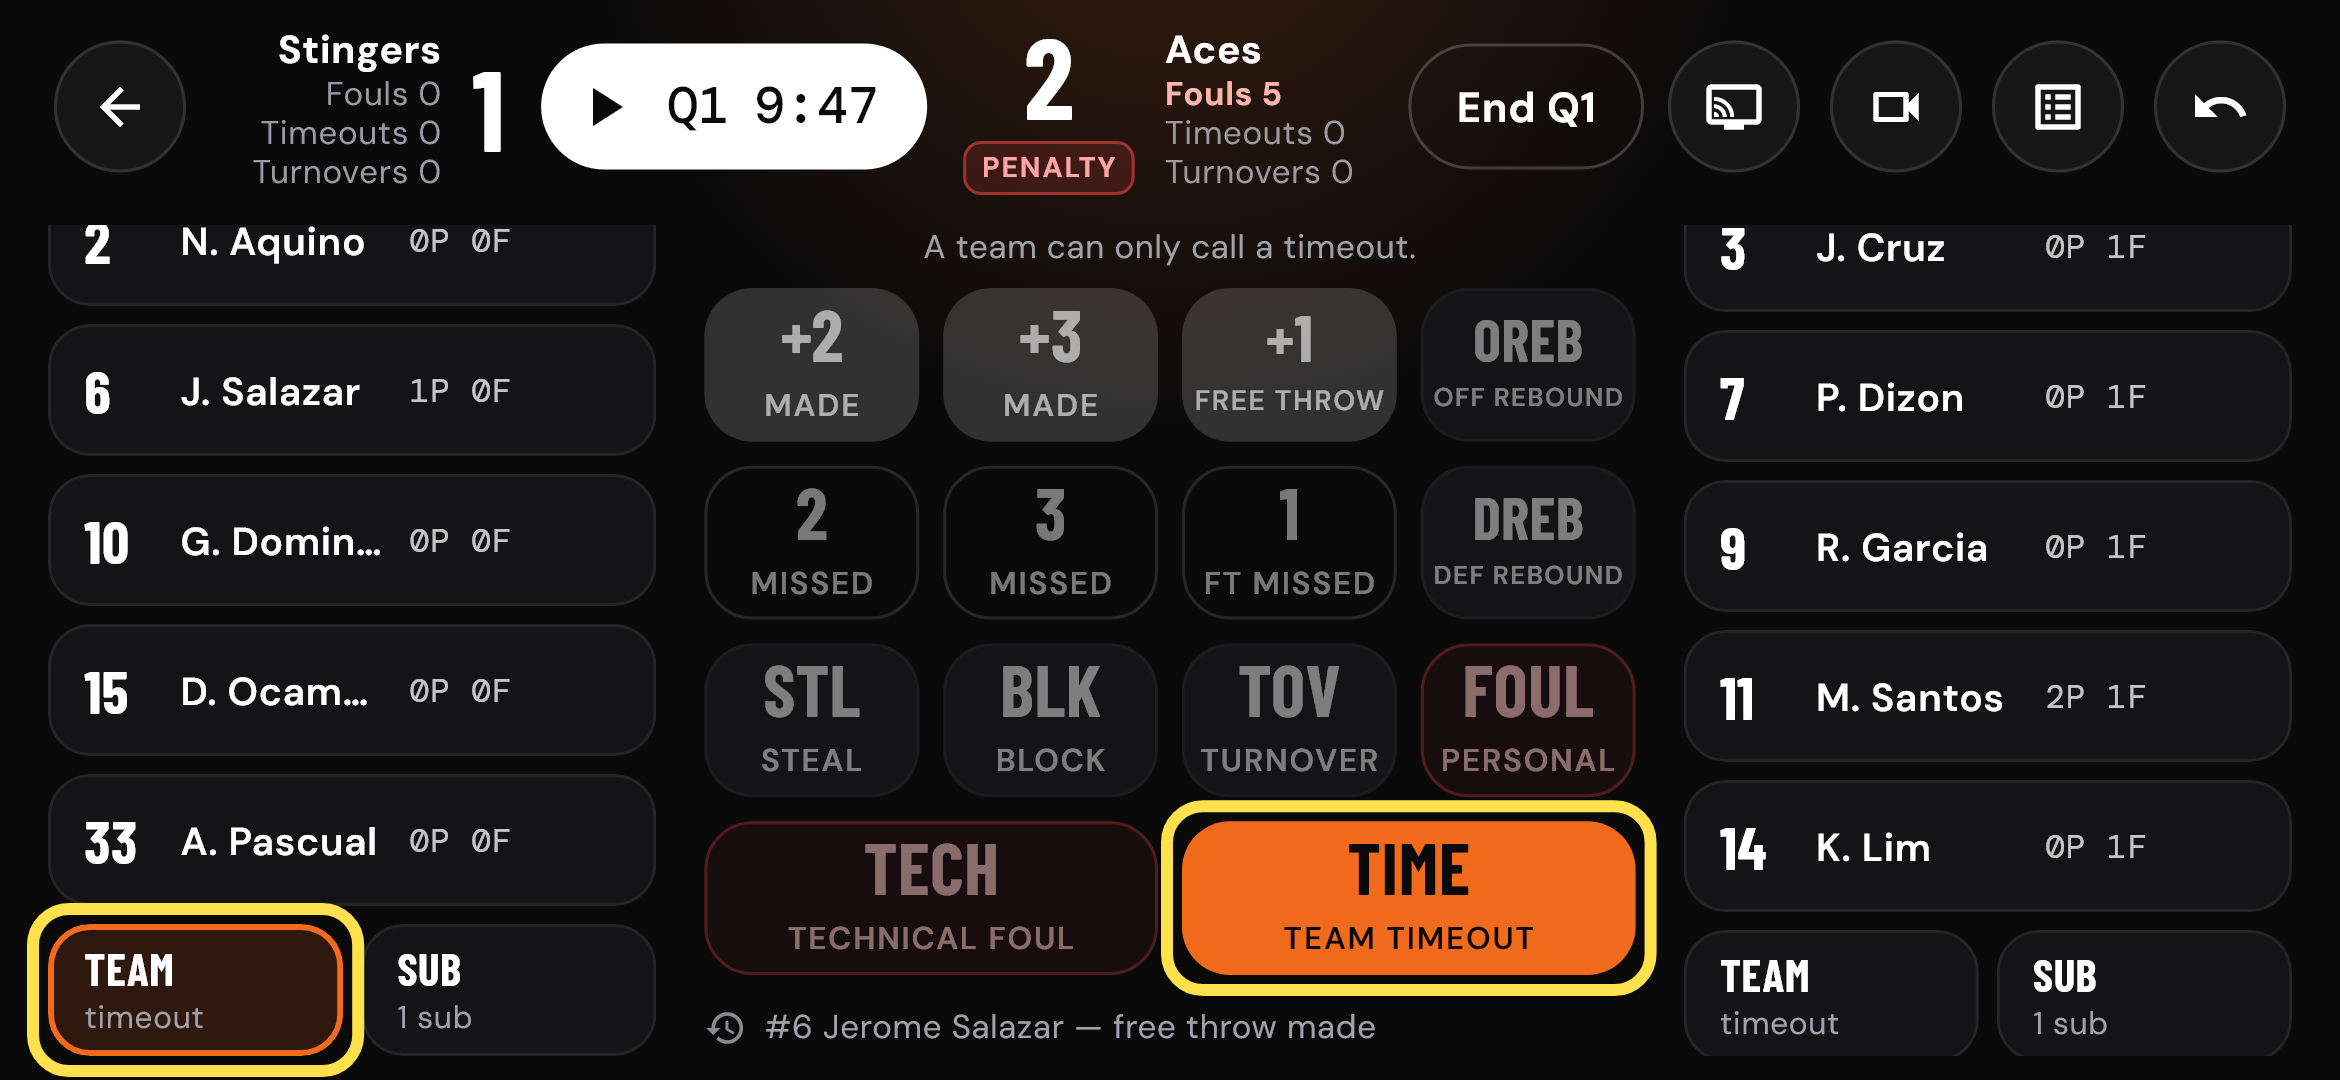 Stingers
Fouls 0
Timeouts 0
Turnovers 0
1
Q1 9:47
2
PENALTY
Aces
Fouls 5
Timeouts 0
Turnovers 0
End Q1
2 N. Aquino 0P 0F
6 J. Salazar 1P 0F
10 G. Domin... 0P 0F
15 D. Ocam... 0P 0F
33 A. Pascual 0P 0F
TEAM
timeout
SUB
1 sub
A team can only call a timeout.
+2
MADE
+3
MADE
+1
FREE THROW
OREB
OFF REBOUND
2
MISSED
3
MISSED
1
FT MISSED
DREB
DEF REBOUND
STL
STEAL
BLK
BLOCK
TOV
TURNOVER
FOUL
PERSONAL
TECH
TECHNICAL FOUL
TIME
TEAM TIMEOUT
#6 Jerome Salazar — free throw made
3 J. Cruz 0P 1F
7 P. Dizon 0P 1F
9 R. Garcia 0P 1F
11 M. Santos 2P 1F
14 K. Lim 0P 1F
TEAM
timeout
SUB
1 sub